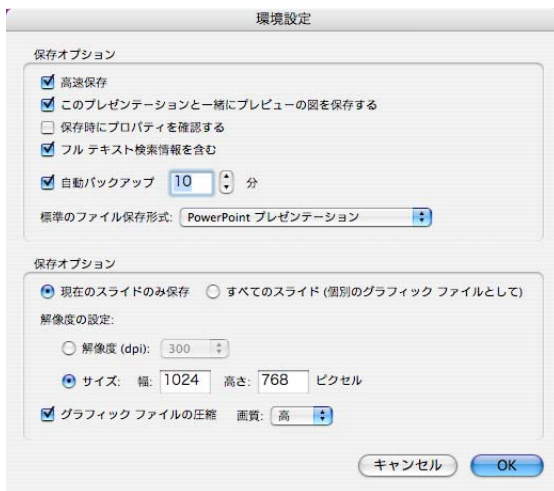 環境設定
保存オプション
高速保存
このプレゼンテーションと一緒にプレビューの図を保存する
保存時にプロパティを確認する
フル テキスト検索情報を含む
自動バックアップ 10 分
標準のファイル保存形式: PowerPoint プレゼンテーション
保存オプション
現在のスライドのみ保存 すべてのスライド (個別のグラフィック ファイルとして)
解像度の設定:
解像度 (dpi): 300
サイズ: 幅: 1024 高さ: 768 ピクセル
グラフィック ファイルの圧縮 画質: 高
キャンセル OK